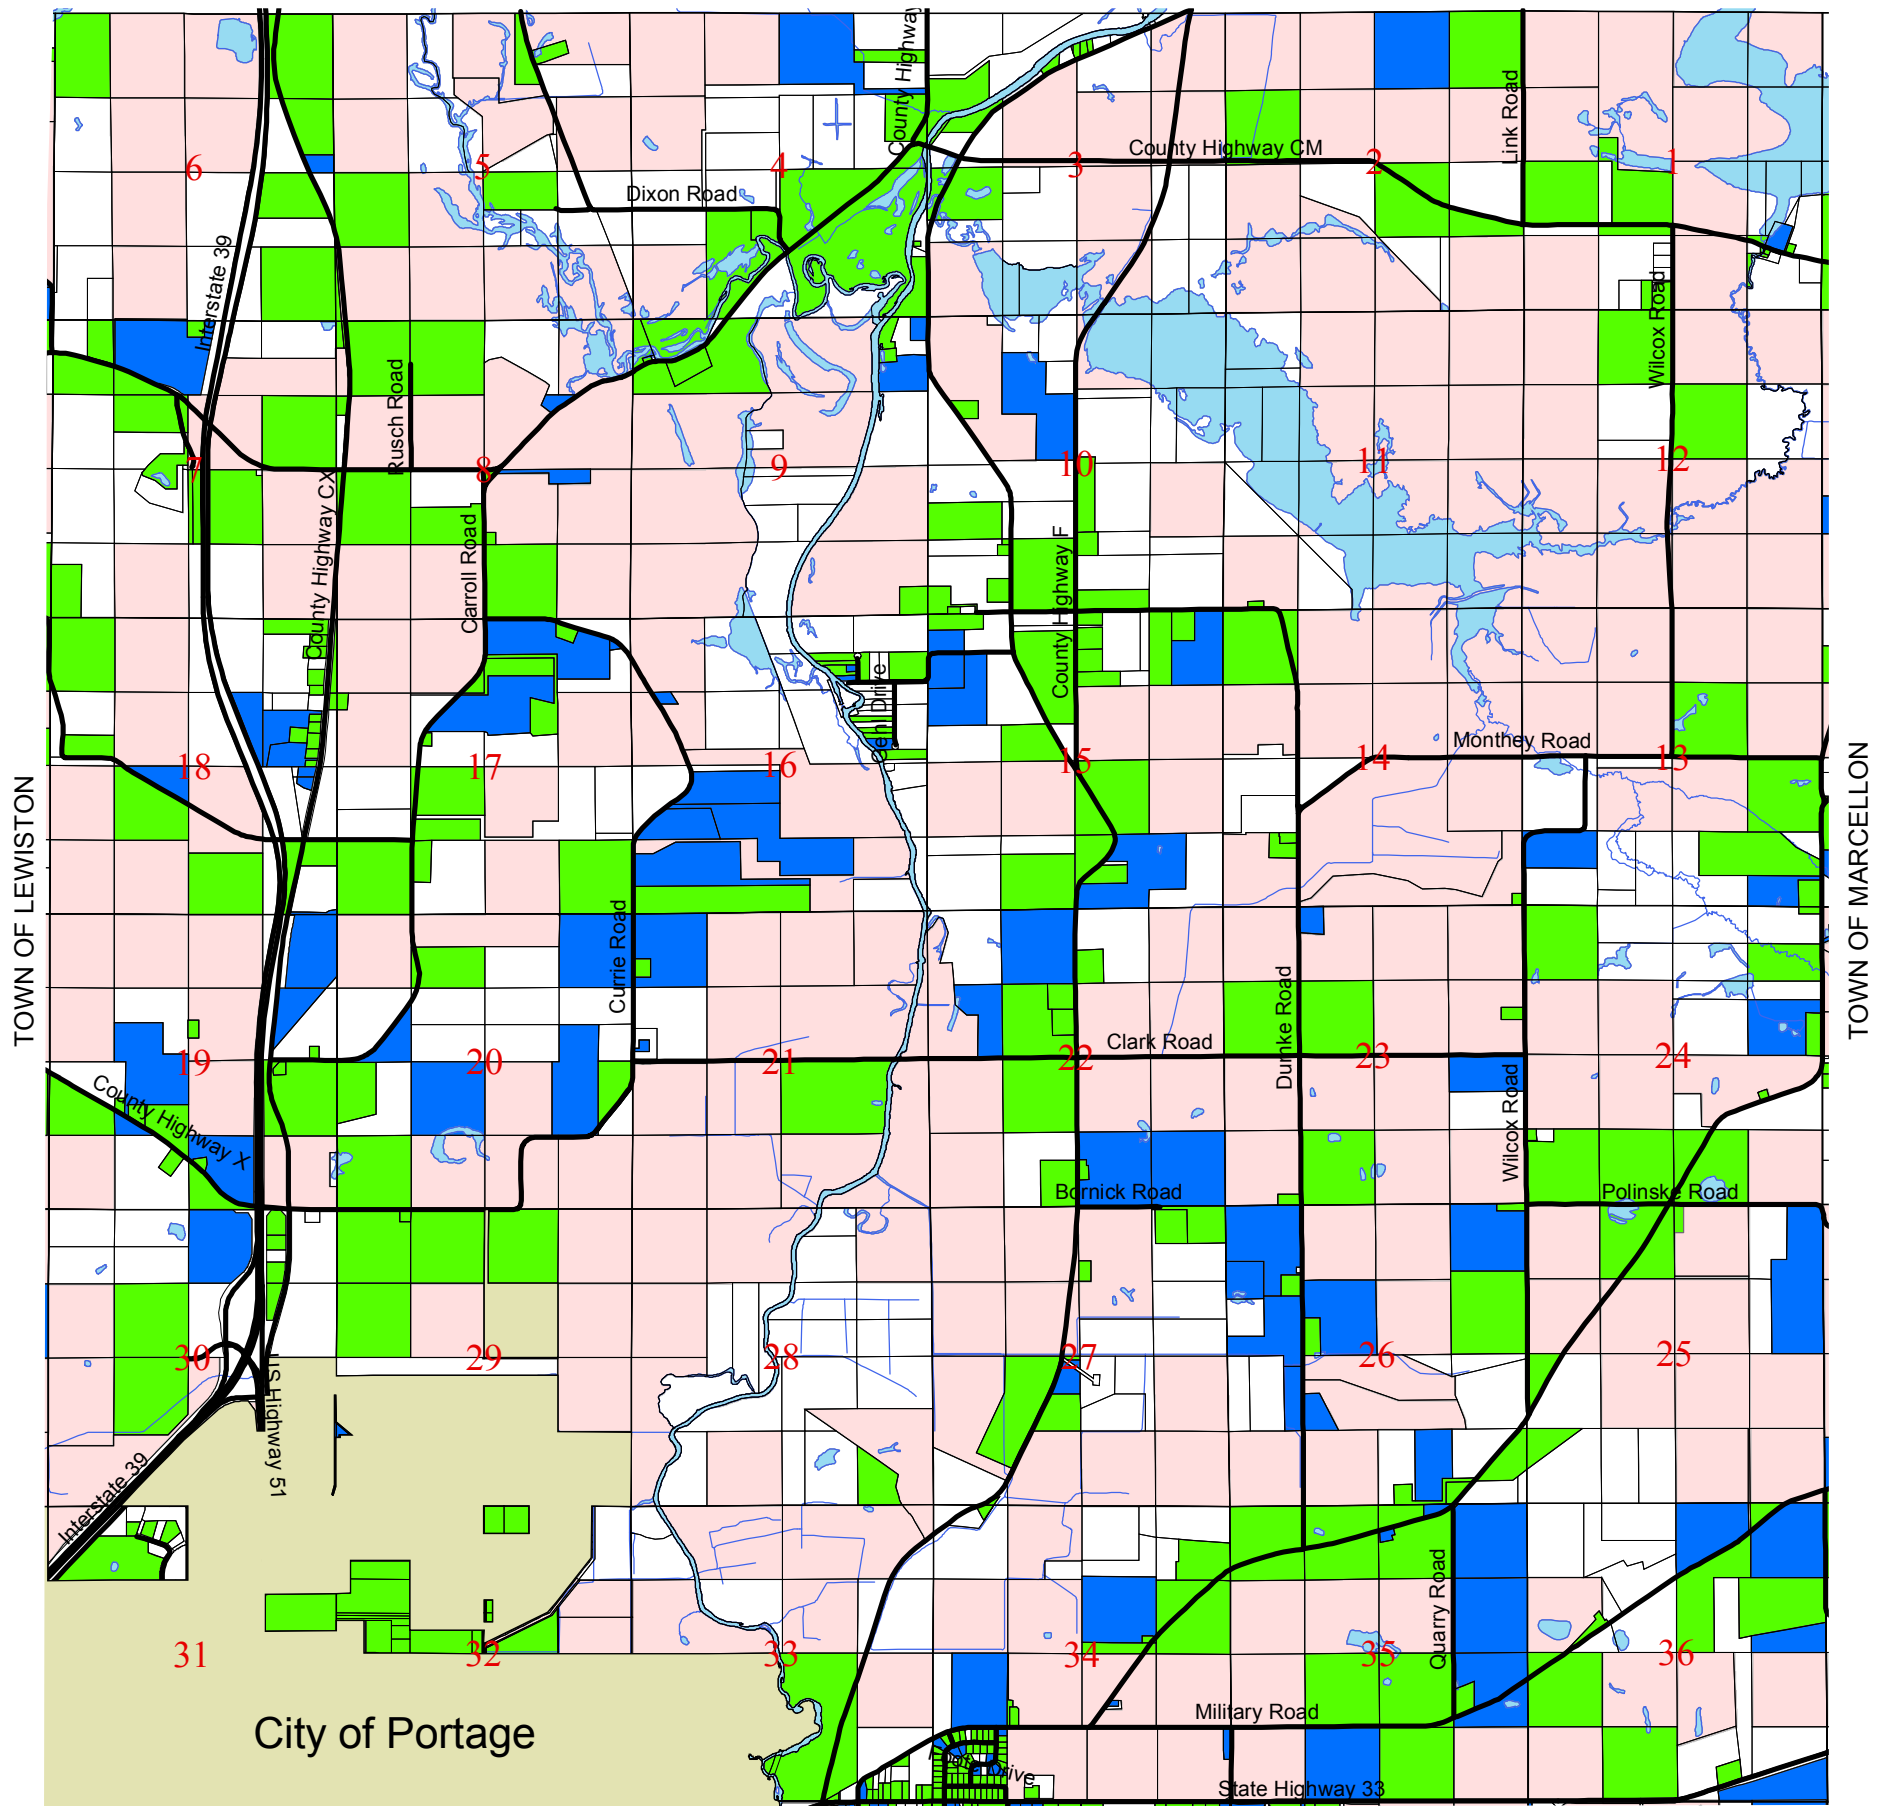 County Highway
Link Road
County Highway CM
6
5
4
3
2
1
Dixon Road
Interstate 39
Wilcox Road
Rusch Road
7
8
9
10
11
12
County Highway CX
Carroll Road
County Highway F
Monthey Road
18
17
16
15
14
13
TOWN OF LEWISTON
TOWN OF MARCELLON
Currie Road
Dumke Road
Clark Road
19
20
21
22
23
24
County Highway X
Wilcox Road
Bornick Road
Polinske Road
30
29
28
27
26
25
US Highway 51
Interstate 39
Quarry Road
31
32
33
34
35
36
Military Road
City of Portage
Drive
State Highway 33